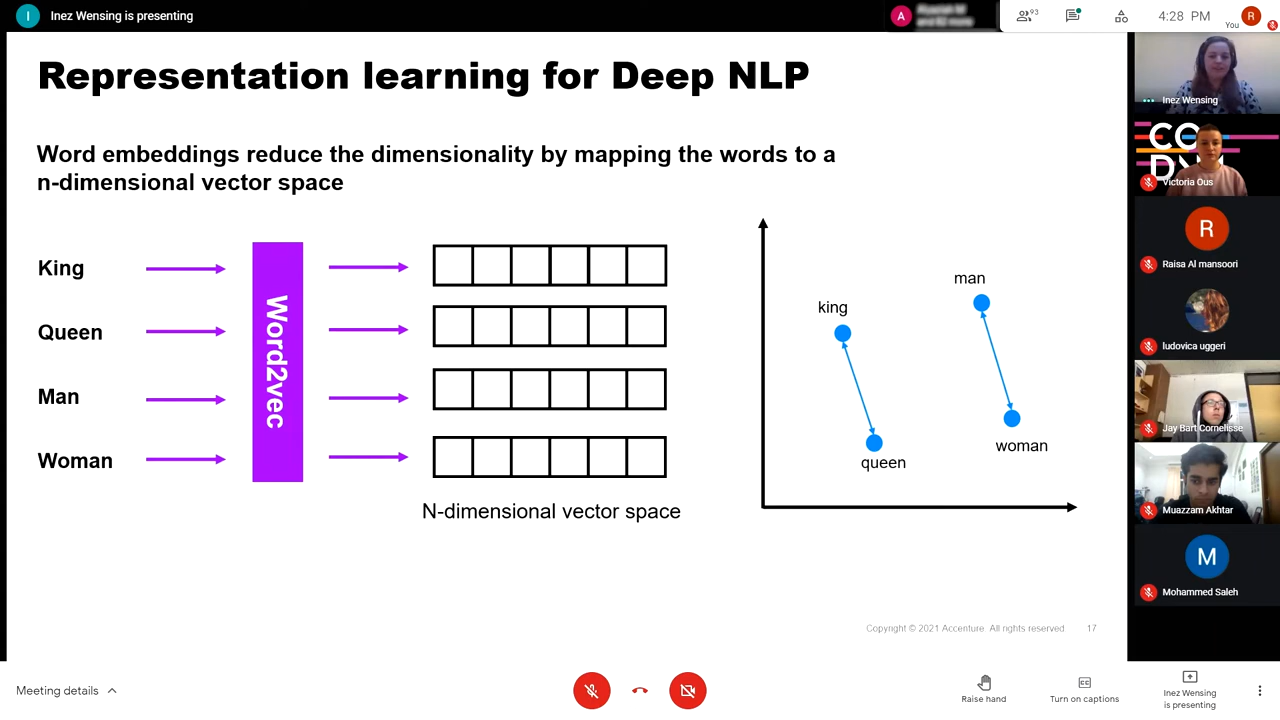 I
Inez Wensing is presenting
A
93
4:28 PM
You
R
Representation learning for Deep NLP
Word embeddings reduce the dimensionality by mapping the words to a
n-dimensional vector space
King
Queen
Man
Woman
Word2vec
N-dimensional vector space
king
man
queen
woman
Copyright © 2021 Accenture All rights reserved
17
Inez Wensing
CO
Victoria Ous
R
Raisa Al mansoori
ludovica uggeri
Jay Bart Cornelisse
Muazzam Akhtar
M
Mohammed Saleh
Meeting details
Raise hand
CC
Turn on captions
Inez Wensing
is presenting